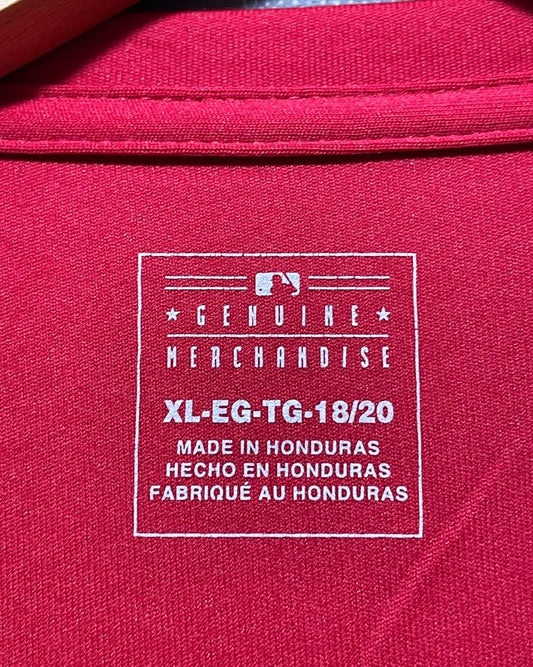 ★ GENUINE ★
MERCHANDISE
XL-EG-TG-18/20
MADE IN HONDURAS
HECHO EN HONDURAS
FABRIQUÉ AU HONDURAS